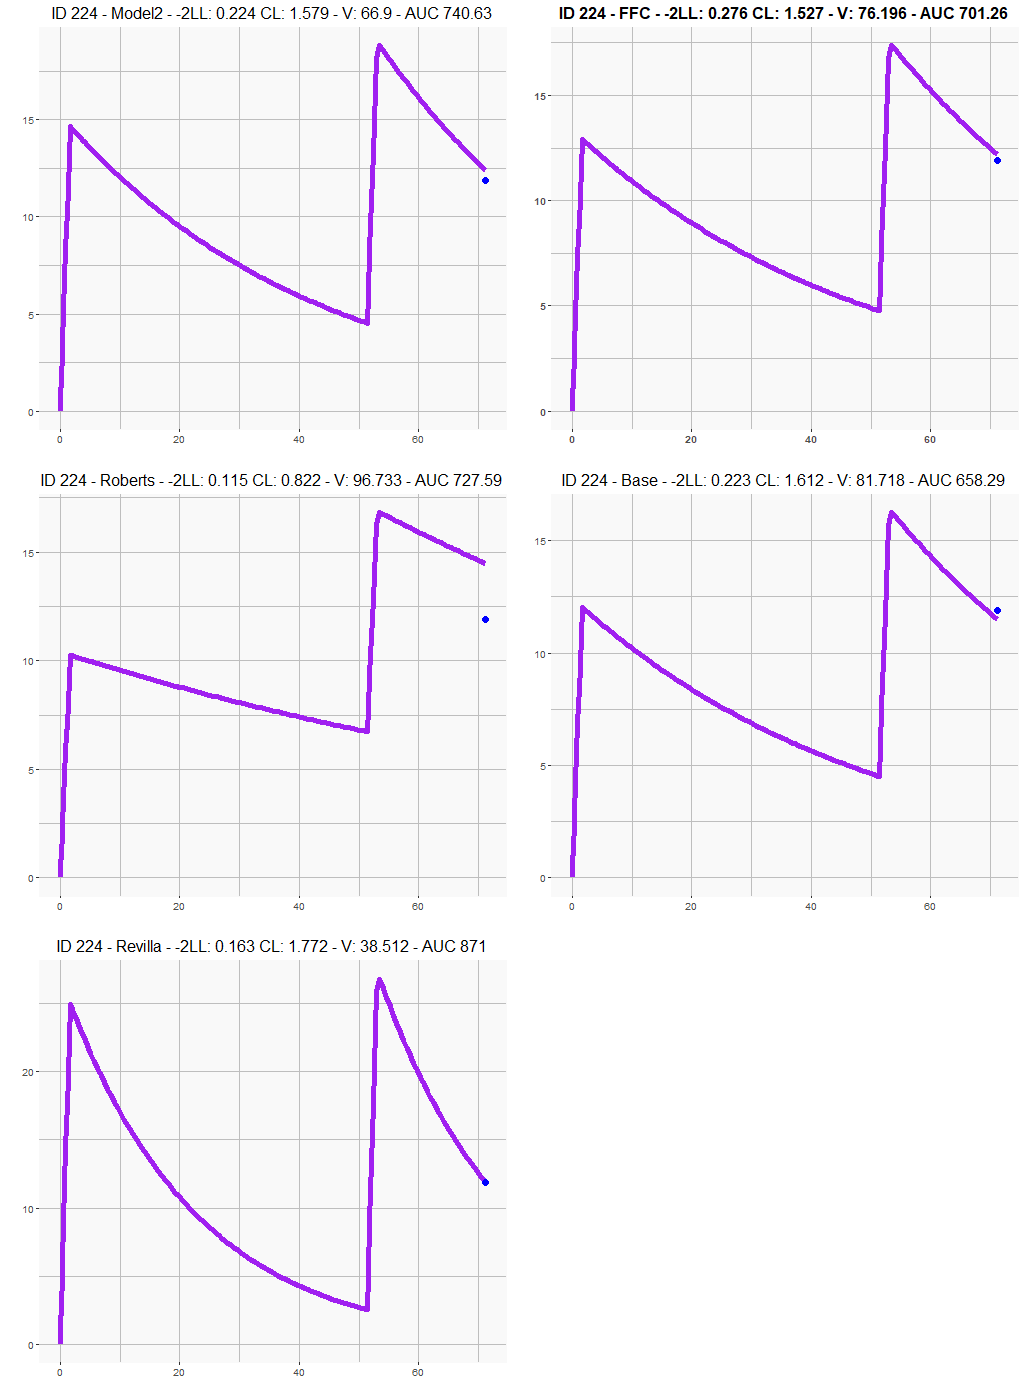 ID 224 - Model2 - -2LL: 0.224 CL: 1.579 - V: 66.9 - AUC 740.63
15
10
5
0
0 20 40 60
ID 224 - FFC - -2LL: 0.276 CL: 1.527 - V: 76.196 - AUC 701.26
15
10
5
0
0 20 40 60
ID 224 - Roberts - -2LL: 0.115 CL: 0.822 - V: 96.733 - AUC 727.59
15
10
5
0
0 20 40 60
ID 224 - Base - -2LL: 0.223 CL: 1.612 - V: 81.718 - AUC 658.29
15
10
5
0
0 20 40 60
ID 224 - Revilla - -2LL: 0.163 CL: 1.772 - V: 38.512 - AUC 871
20
10
0
0 20 40 60